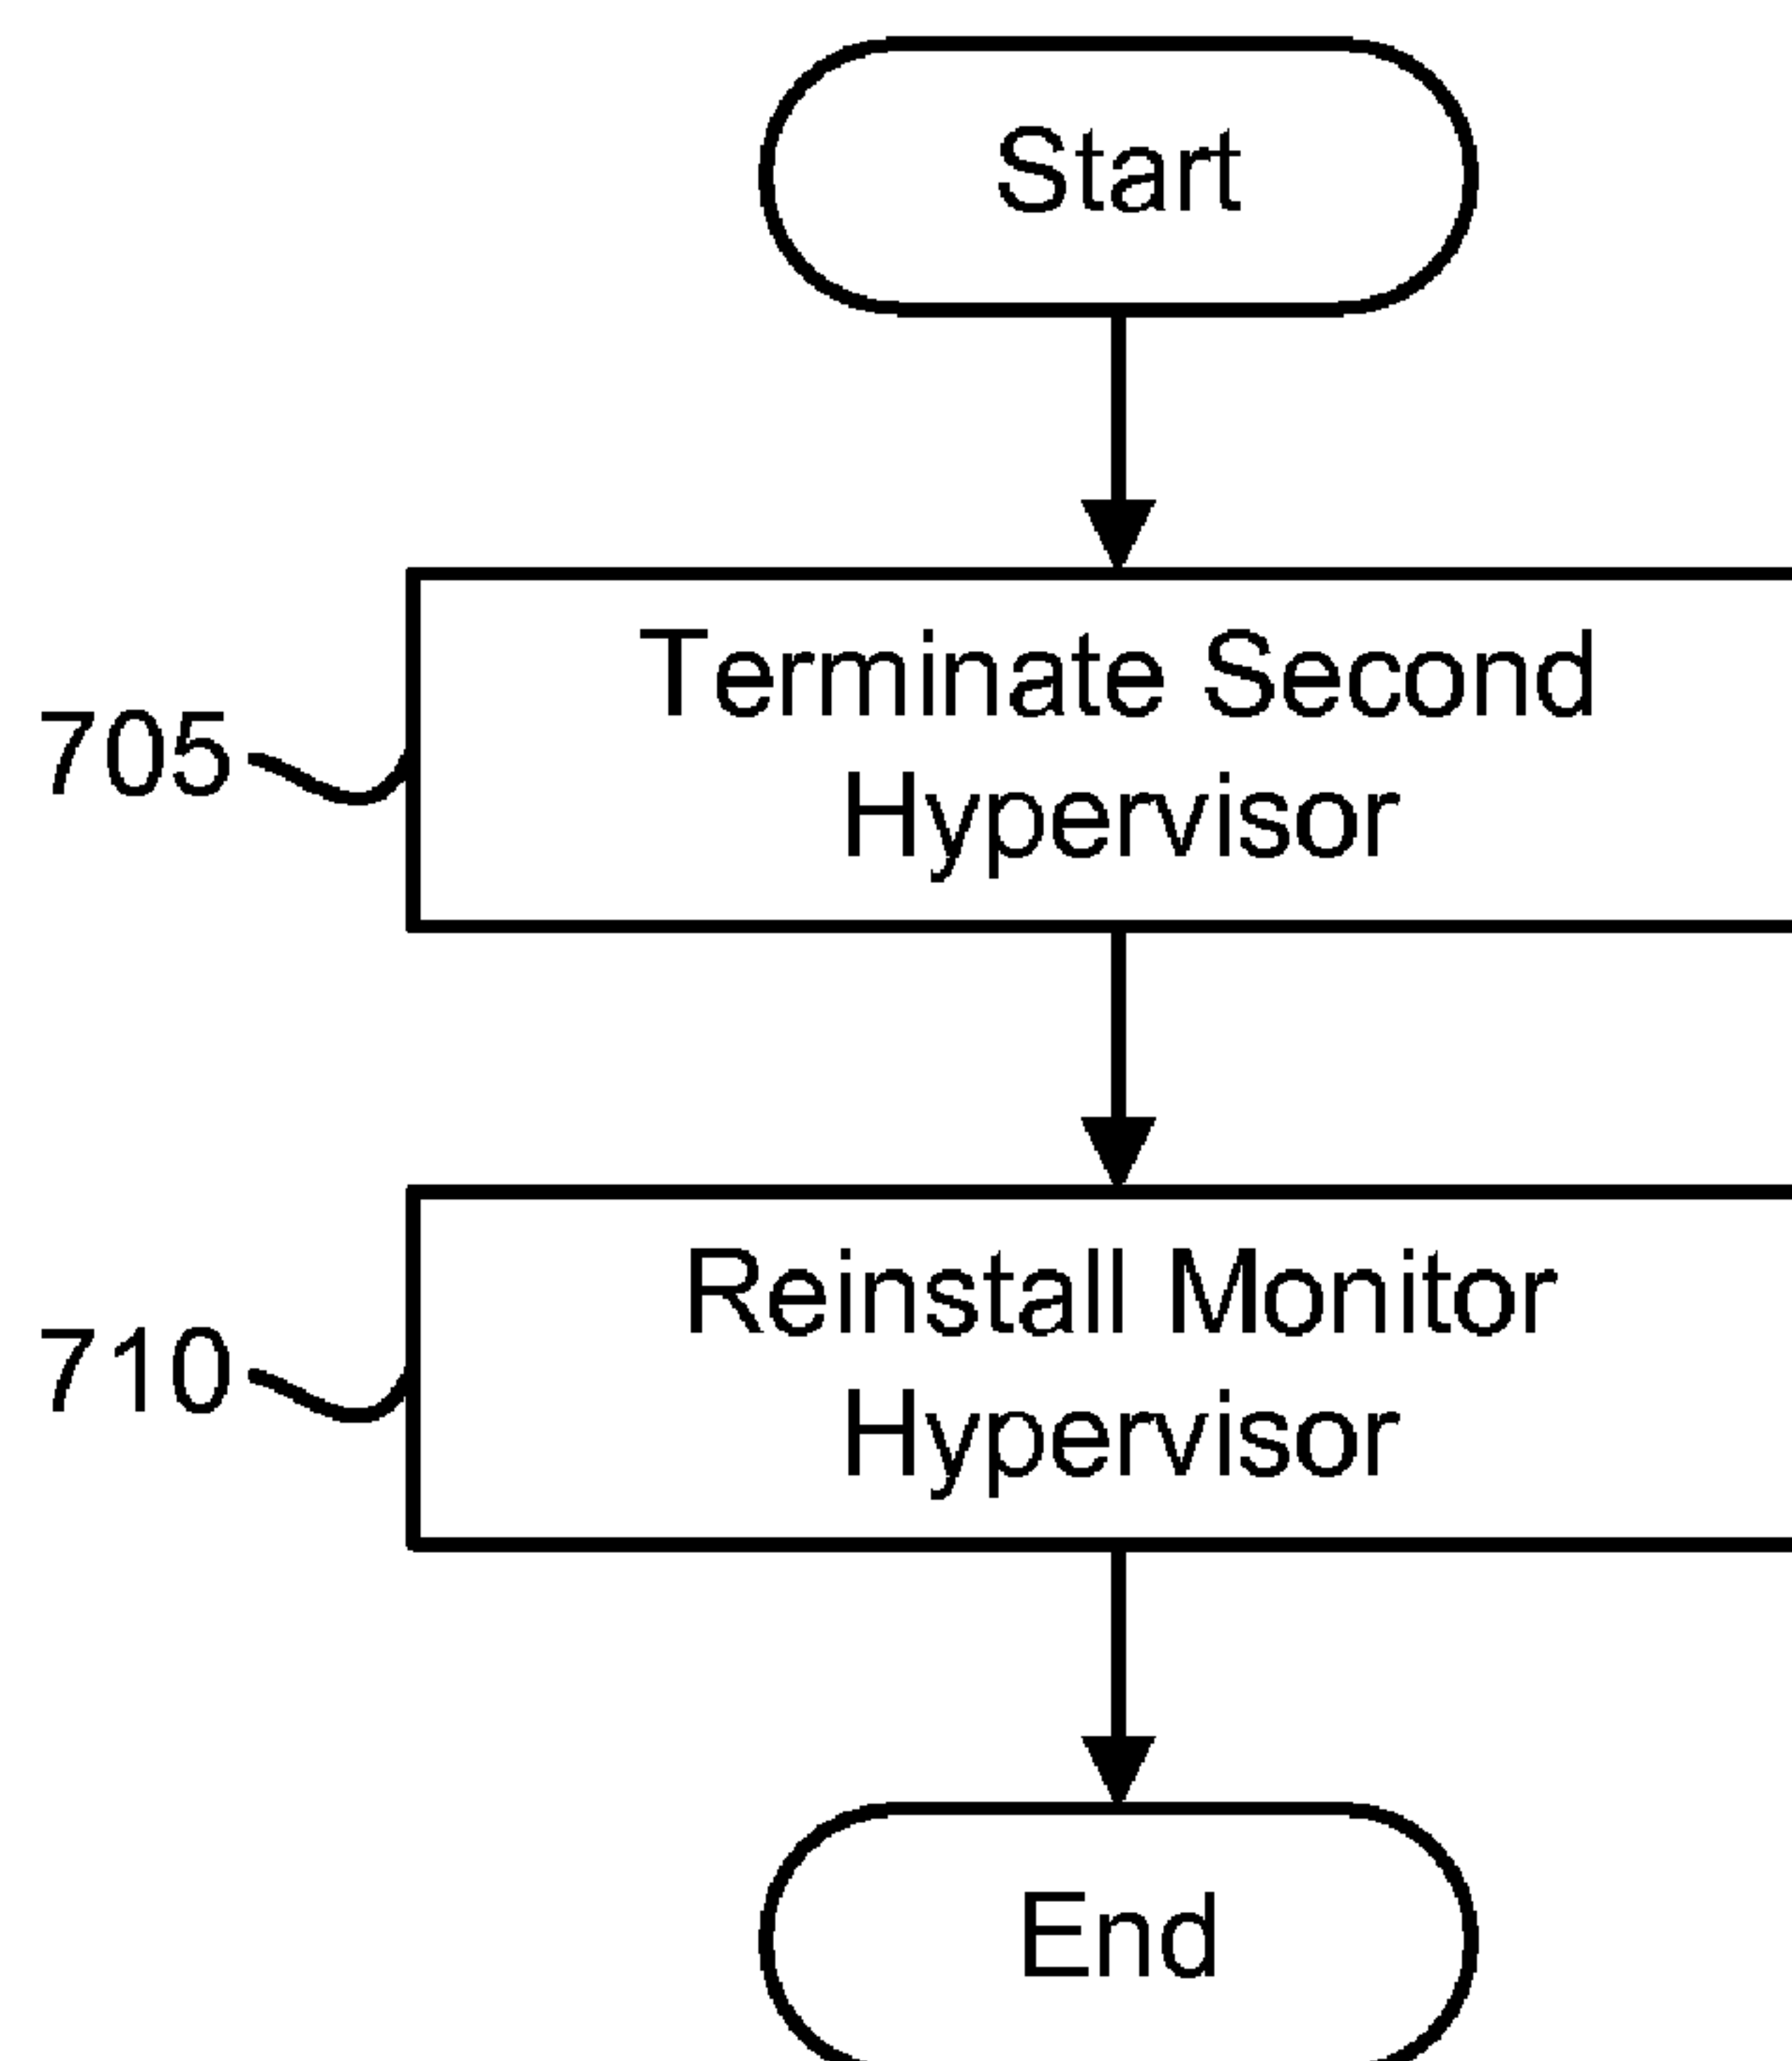 Start
705
Terminate Second
Hypervisor
710
Reinstall Monitor
Hypervisor
End